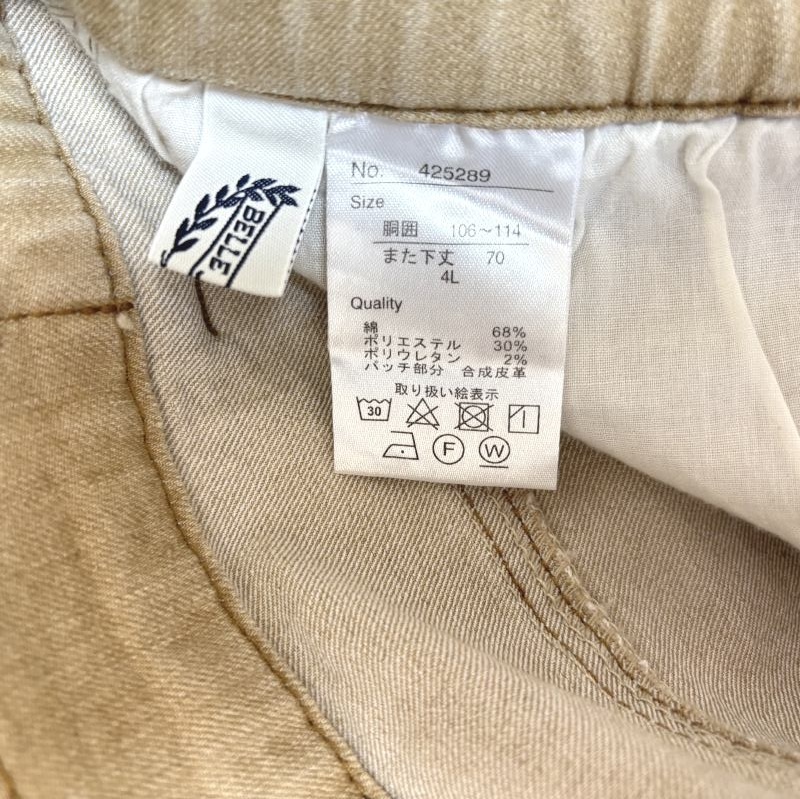 BELLE
No. 425289
Size
胴囲 106～114
また下丈 70
4L
Quality
綿 68%
ポリエステル 30%
ポリウレタン 2%
パッチ部分 合成皮革
取り扱い絵表示
30
F W